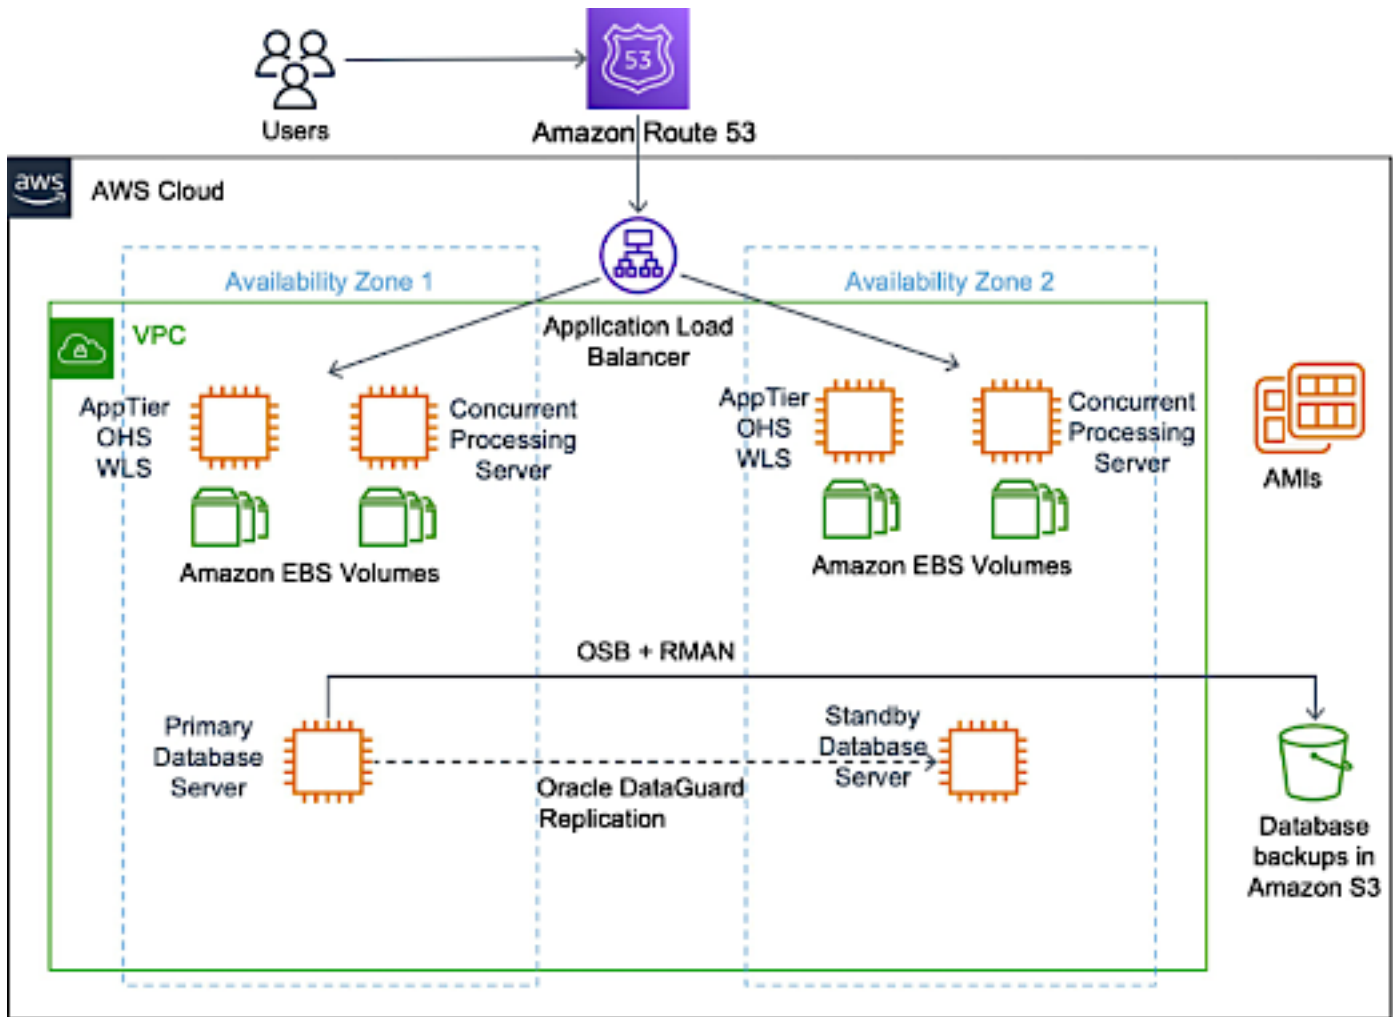 53
Users
Amazon Route 53
aws
AWS Cloud
Availability Zone 1
Availability Zone 2
VPC
Application Load
Balancer
AppTier
OHS
WLS
Concurrent
Processing
Server
AppTier
OHS
WLS
Concurrent
Processing
Server
AMIs
Amazon EBS Volumes
Amazon EBS Volumes
OSB + RMAN
Primary
Database
Server
Standby
Database
Server
Oracle DataGuard
Replication
Database
backups in
Amazon S3